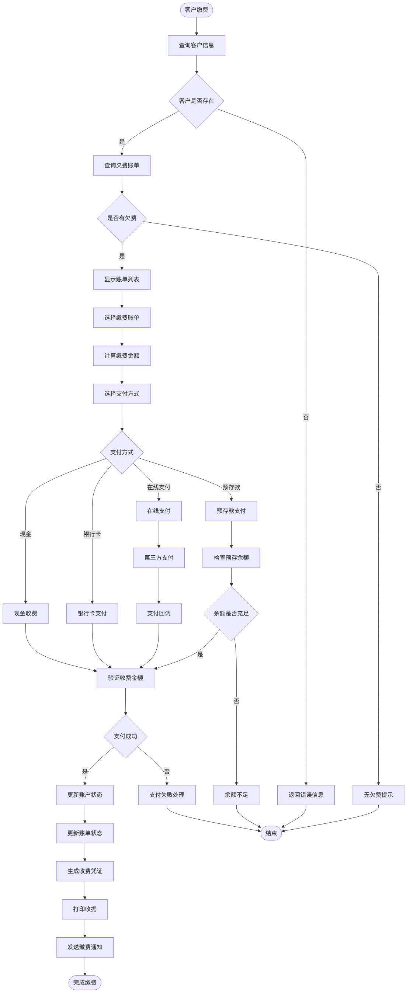 客户缴费
查询客户信息
客户是否存在
是
查询欠费账单
是否有欠费
是
显示账单列表
选择缴费账单
计算缴费金额
选择支付方式
否
支付方式
在线支付
预存款
否
在线支付
预存款支付
现金
银行卡
第三方支付
检查预存余额
现金收费
银行卡支付
支付回调
余额是否充足
是
验证收费金额
否
支付成功
是
否
更新账户状态
支付失败处理
余额不足
返回错误信息
无欠费提示
更新账单状态
结束
生成收费凭证
打印收据
发送缴费通知
完成缴费